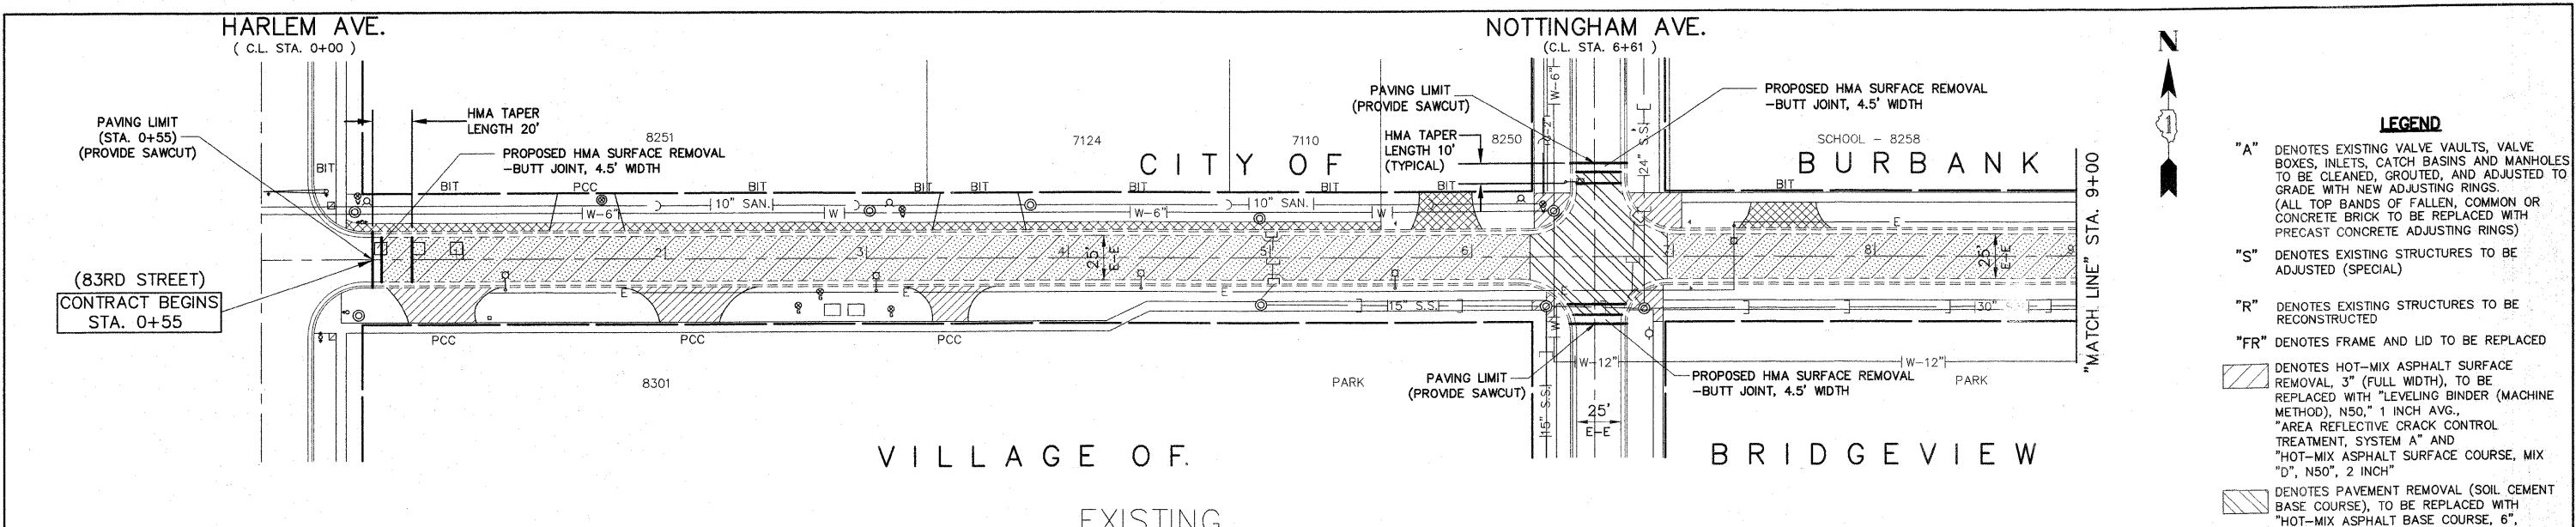 HARLEM AVE.
( C.L. STA. 0+00 )
NOTTINGHAM AVE.
(C.L. STA. 6+61 )
N
PAVING LIMIT
(STA. 0+55)
(PROVIDE SAWCUT)
HMA TAPER
LENGTH 20'
PROPOSED HMA SURFACE REMOVAL
-BUTT JOINT, 4.5' WIDTH
8251
7124
7110
8250
PAVING LIMIT
(PROVIDE SAWCUT)
HMA TAPER
LENGTH 10'
(TYPICAL)
PROPOSED HMA SURFACE REMOVAL
-BUTT JOINT, 4.5' WIDTH
SCHOOL - 8258
CITY OF
BURBANK
W-6"
24" S.S.
BIT
BIT
PCC
BIT
BIT
BIT
BIT
BIT
BIT
BIT
W-6"
10" SAN.
W
W-6"
10" SAN.
W
E
1
2
3
4
5
6
7
8
9
25'
E-E
25'
E-E
(83RD STREET)
CONTRACT BEGINS
STA. 0+55
E
E
E
E
15" S.S.
30"
PCC
PCC
PCC
W
W-12"
W-12"
8301
PARK
PARK
PAVING LIMIT
(PROVIDE SAWCUT)
PROPOSED HMA SURFACE REMOVAL
-BUTT JOINT, 4.5' WIDTH
15" S.S.
25'
E-E
VILLAGE OF.
BRIDGEVIEW
EXISTING
"MATCH LINE" STA. 9+00
LEGEND
"A" DENOTES EXISTING VALVE VAULTS, VALVE
BOXES, INLETS, CATCH BASINS AND MANHOLES
TO BE CLEANED, GROUTED, AND ADJUSTED TO
GRADE WITH NEW ADJUSTING RINGS.
(ALL TOP BANDS OF FALLEN, COMMON OR
CONCRETE BRICK TO BE REPLACED WITH
PRECAST CONCRETE ADJUSTING RINGS)
"S" DENOTES EXISTING STRUCTURES TO BE
ADJUSTED (SPECIAL)
"R" DENOTES EXISTING STRUCTURES TO BE
RECONSTRUCTED
"FR" DENOTES FRAME AND LID TO BE REPLACED
DENOTES HOT-MIX ASPHALT SURFACE
REMOVAL, 3" (FULL WIDTH), TO BE
REPLACED WITH "LEVELING BINDER (MACHINE
METHOD), N50," 1 INCH AVG.,
"AREA REFLECTIVE CRACK CONTROL
TREATMENT, SYSTEM A" AND
"HOT-MIX ASPHALT SURFACE COURSE, MIX
"D", N50", 2 INCH"
DENOTES PAVEMENT REMOVAL (SOIL CEMENT
BASE COURSE), TO BE REPLACED WITH
"HOT-MIX ASPHALT BASE COURSE, 6",